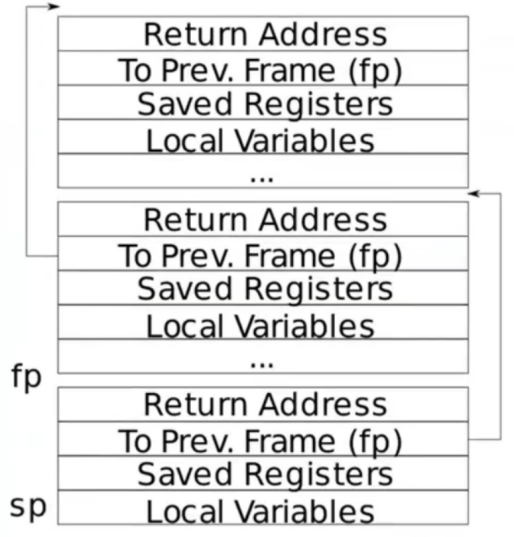 Return Address
To Prev. Frame (fp)
Saved Registers
Local Variables
...
Return Address
To Prev. Frame (fp)
Saved Registers
Local Variables
...
fp
Return Address
To Prev. Frame (fp)
Saved Registers
sp
Local Variables